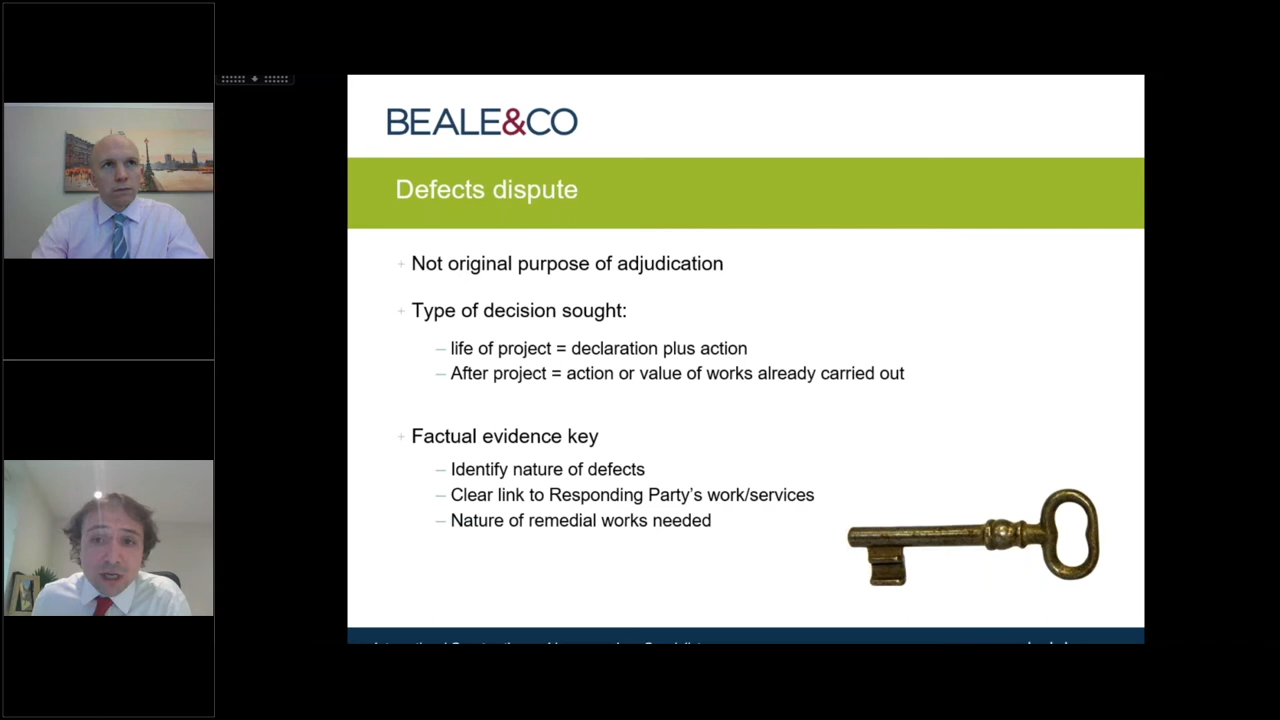 BEALE&CO
Defects dispute
+ Not original purpose of adjudication
+ Type of decision sought:
– life of project = declaration plus action
– After project = action or value of works already carried out
+ Factual evidence key
– Identify nature of defects
– Clear link to Responding Party's work/services
– Nature of remedial works needed